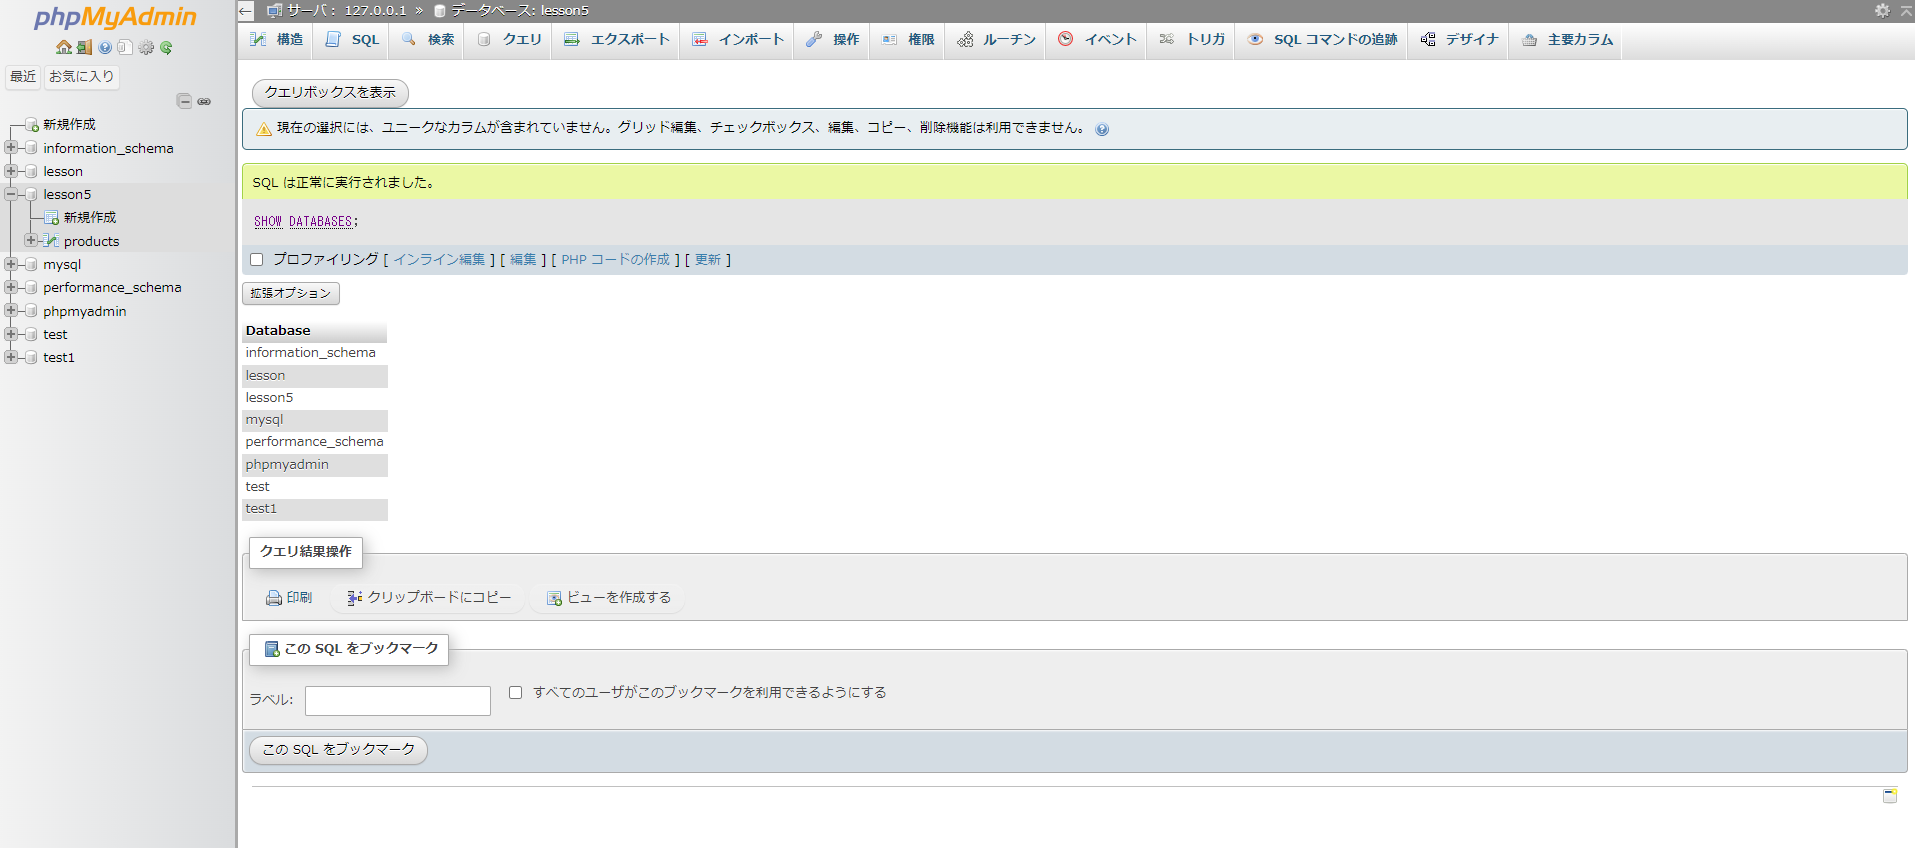 phpMyAdmin
最近 お気に入り
新規作成
information_schema
lesson
lesson5
新規作成
products
mysql
performance_schema
phpmyadmin
test
test1
サーバ： 127.0.0.1 » データベース: lesson5
構造 SQL 検索 クエリ エクスポート インポート 操作 権限 ルーチン イベント トリガ SQL コマンドの追跡 デザイナ 主要カラム
クエリボックスを表示
現在の選択には、ユニークなカラムが含まれていません。グリッド編集、チェックボックス、編集、コピー、削除機能は利用できません。
SQL は正常に実行されました。
SHOW DATABASES;
プロファイリング [ インライン編集 ] [ 編集 ] [ PHP コードの作成 ] [ 更新 ]
拡張オプション
Database
information_schema
lesson
lesson5
mysql
performance_schema
phpmyadmin
test
test1
クエリ結果操作
印刷 クリップボードにコピー ビューを作成する
この SQL をブックマーク
ラベル: すべてのユーザがこのブックマークを利用できるようにする
この SQL をブックマーク